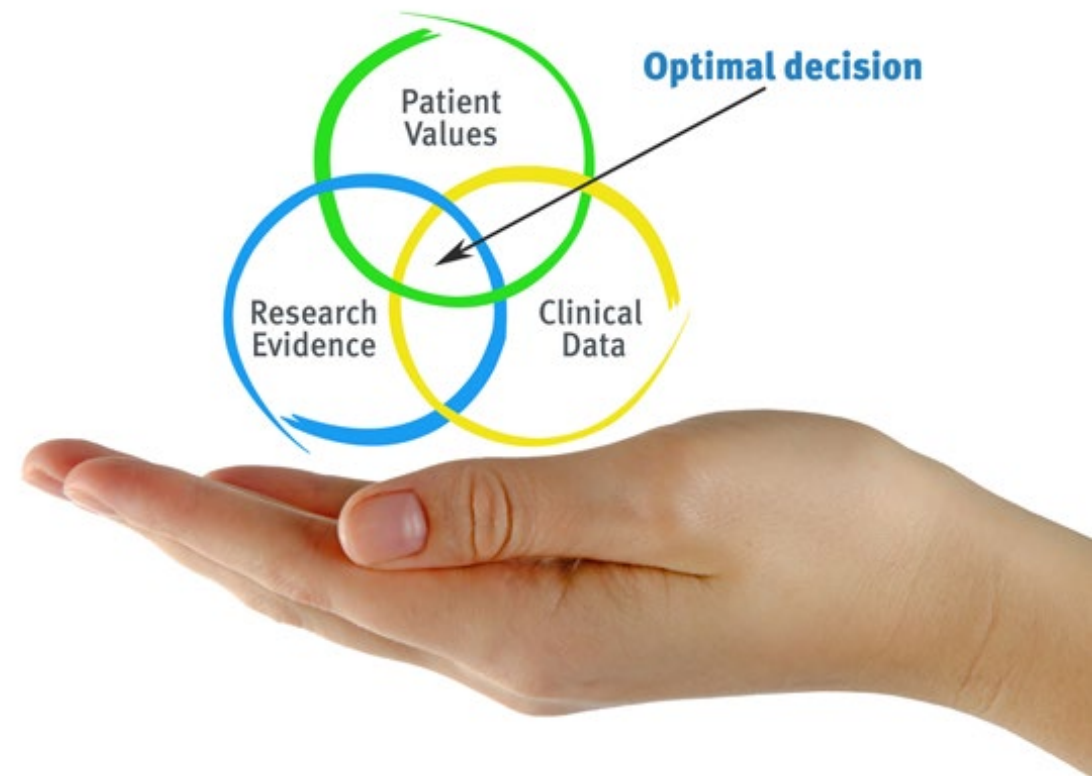 Optimal decision
Patient
Values
Research
Evidence
Clinical
Data